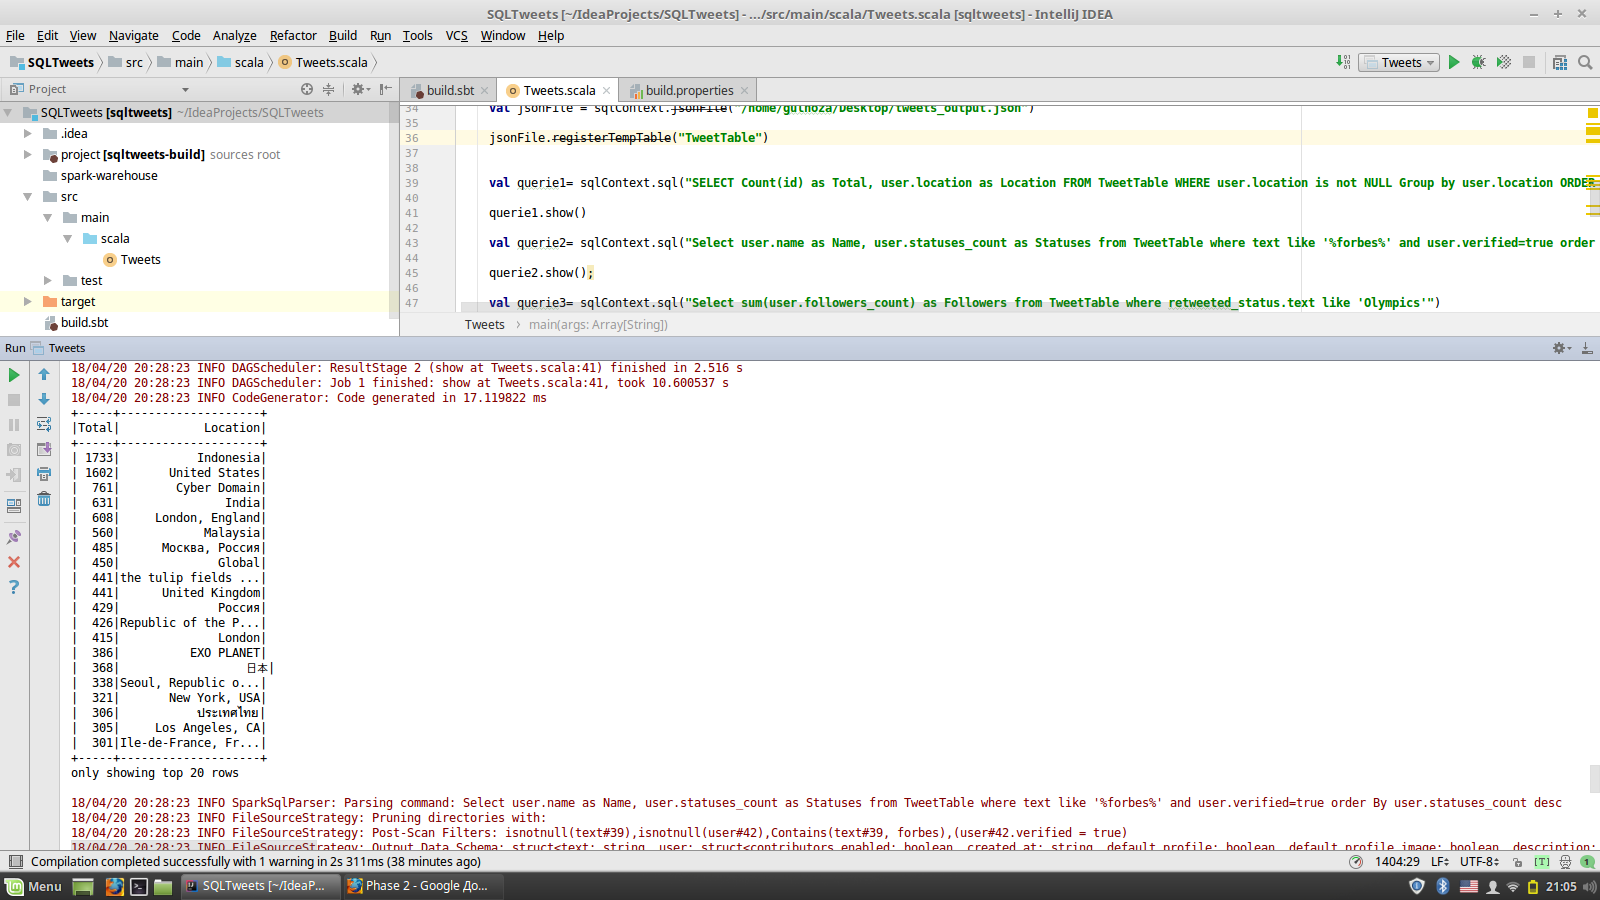 SQLTweets [~/IdeaProjects/SQLTweets] - .../src/main/scala/Tweets.scala [sqltweets] - IntelliJ IDEA
File Edit View Navigate Code Analyze Refactor Build Run Tools VCS Window Help
SQLTweets src main scala Tweets.scala
Tweets
Project
build.sbt Tweets.scala build.properties
SQLTweets [sqltweets] ~/IdeaProjects/SQLTweets
.idea
project [sqltweets-build] sources root
spark-warehouse
src
main
scala
Tweets
test
target
build.sbt
34 val jsonFile = sqlContext.jsonFile("/home/gulnoza/Desktop/tweets_output.json")
35
36 jsonFile.registerTempTable("TweetTable")
37
38
39 val querie1= sqlContext.sql("SELECT Count(id) as Total, user.location as Location FROM TweetTable WHERE user.location is not NULL Group by user.location ORDER
40
41 querie1.show()
42
43 val querie2= sqlContext.sql("Select user.name as Name, user.statuses_count as Statuses from TweetTable where text like '%forbes%' and user.verified=true order
44
45 querie2.show();
46
47 val querie3= sqlContext.sql("Select sum(user.followers_count) as Followers from TweetTable where retweeted_status.text like 'Olympics'")
Tweets › main(args: Array[String])
Run Tweets
18/04/20 20:28:23 INFO DAGScheduler: ResultStage 2 (show at Tweets.scala:41) finished in 2.516 s
18/04/20 20:28:23 INFO DAGScheduler: Job 1 finished: show at Tweets.scala:41, took 10.600537 s
18/04/20 20:28:23 INFO CodeGenerator: Code generated in 17.119822 ms
+-----+--------------------+
|Total|            Location|
+-----+--------------------+
| 1733|           Indonesia|
| 1602|       United States|
|  761|        Cyber Domain|
|  631|               India|
|  608|     London, England|
|  560|            Malaysia|
|  485|      Москва, Россия|
|  450|              Global|
|  441|the tulip fields ...|
|  441|      United Kingdom|
|  429|              Россия|
|  426|Republic of the P...|
|  415|              London|
|  386|          EXO PLANET|
|  368|                  日本|
|  338|Seoul, Republic o...|
|  321|       New York, USA|
|  306|           ประเทศไทย|
|  305|     Los Angeles, CA|
|  301|Ile-de-France, Fr...|
+-----+--------------------+
only showing top 20 rows
18/04/20 20:28:23 INFO SparkSqlParser: Parsing command: Select user.name as Name, user.statuses_count as Statuses from TweetTable where text like '%forbes%' and user.verified=true order By user.statuses_count desc
18/04/20 20:28:23 INFO FileSourceStrategy: Pruning directories with:
18/04/20 20:28:23 INFO FileSourceStrategy: Post-Scan Filters: isnotnull(text#39),isnotnull(user#42),Contains(text#39, forbes),(user#42.verified = true)
18/04/20 20:28:23 INFO FileSourceStrategy: Output Data Schema: struct<text: string, user: struct<contributors_enabled: boolean, created_at: string, default_profile: boolean, default_profile_image: boolean, description:
Compilation completed successfully with 1 warning in 2s 311ms (38 minutes ago)
1404:29 LF UTF-8 [T] 1
Menu SQLTweets [~/IdeaP... Phase 2 - Google До... 21:05